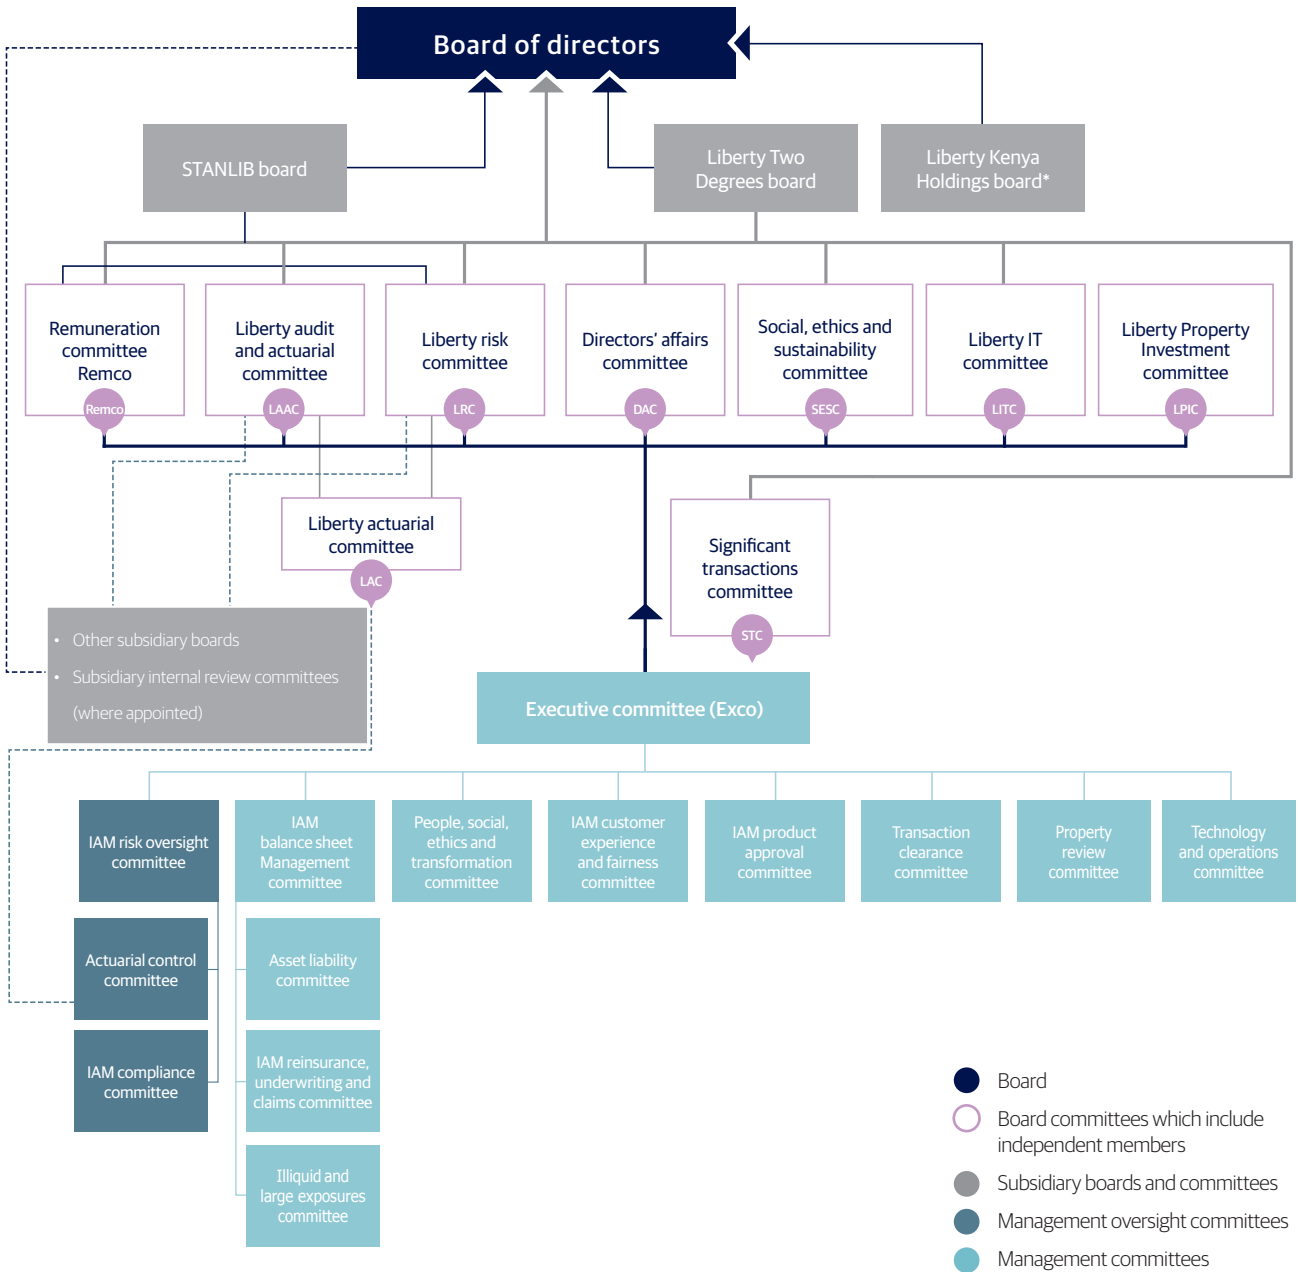 Board of directors
STANLIB board
Liberty Two
Degrees board
Liberty Kenya
Holdings board*
Remuneration
committee
Remco
Remco
Liberty audit
and actuarial
committee
LAAC
Liberty risk
committee
LRC
Directors’ affairs
committee
DAC
Social, ethics and
sustainability
committee
SESC
Liberty IT
committee
LITC
Liberty Property
Investment
committee
LPIC
Liberty actuarial
committee
LAC
Significant
transactions
committee
STC
• Other subsidiary boards
• Subsidiary internal review committees
(where appointed)
Executive committee (Exco)
IAM risk oversight
committee
IAM
balance sheet
Management
committee
People, social,
ethics and
transformation
committee
IAM customer
experience
and fairness
committee
IAM product
approval
committee
Transaction
clearance
committee
Property
review
committee
Technology
and operations
committee
Actuarial control
committee
Asset liability
committee
IAM compliance
committee
IAM reinsurance,
underwriting and
claims committee
Illiquid and
large exposures
committee
Board
Board committees which include
independent members
Subsidiary boards and committees
Management oversight committees
Management committees